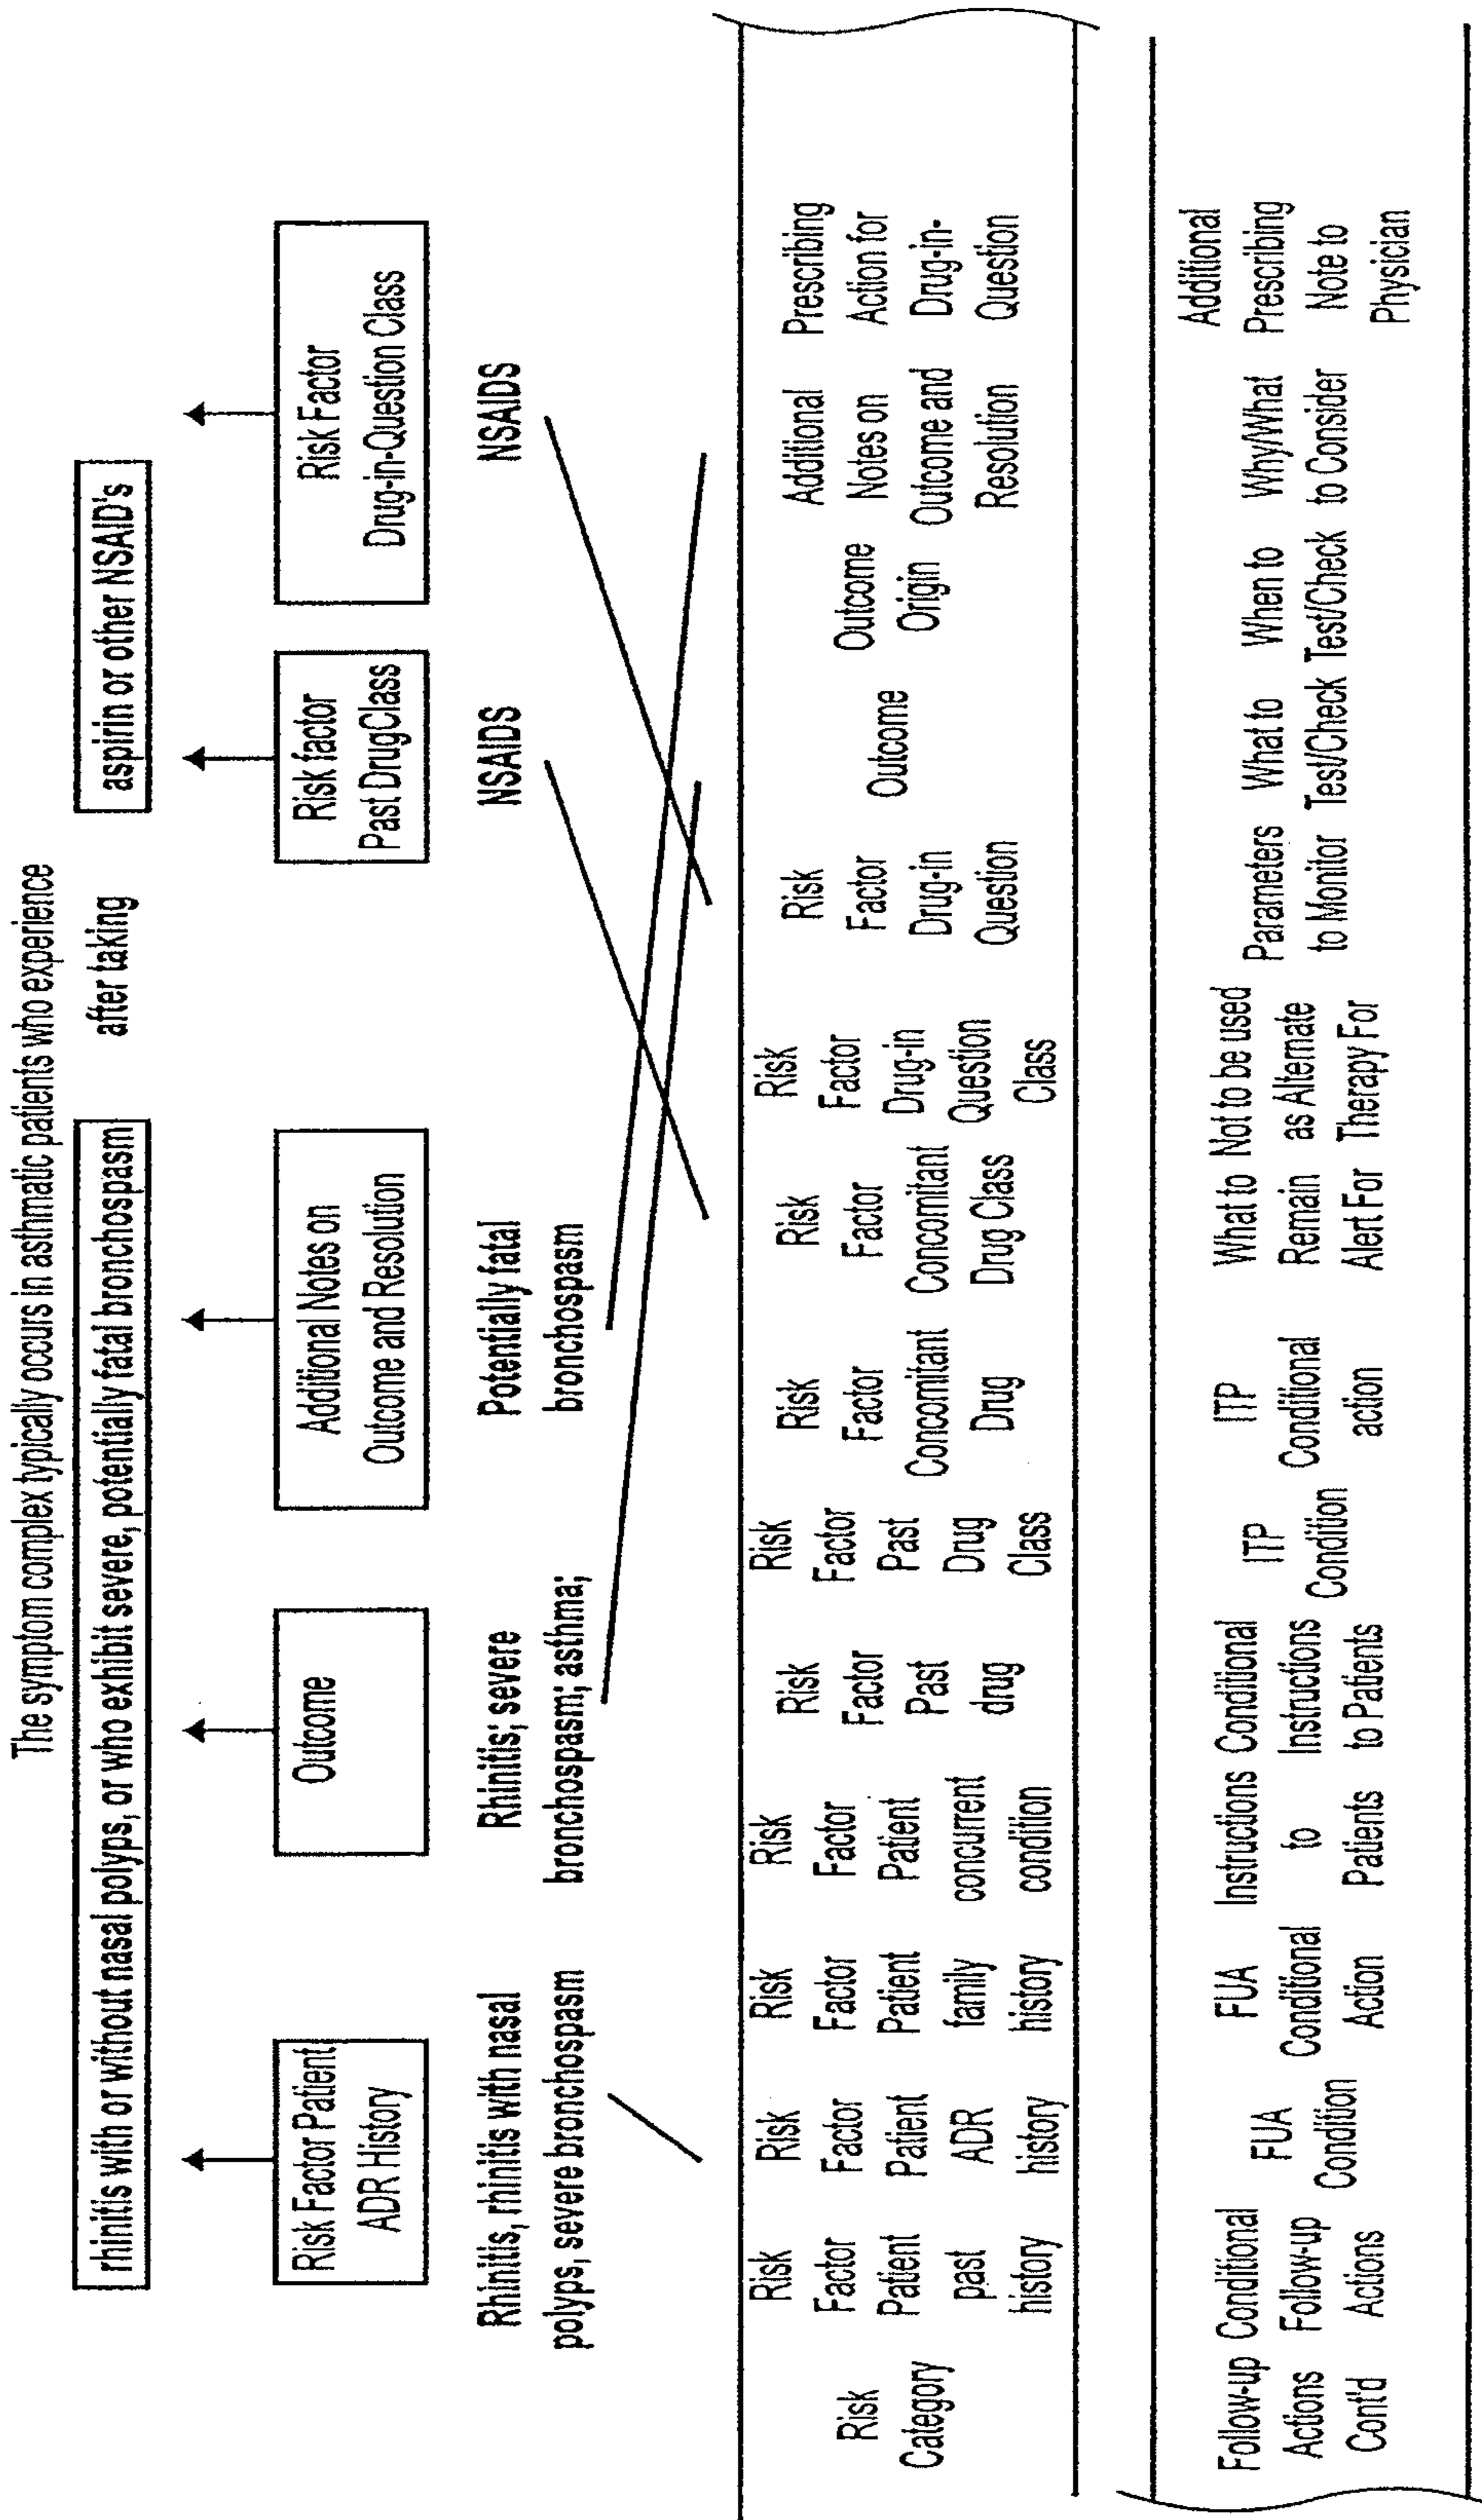 The symptom complex typically occurs in asthmatic patients who experience
rhinitis with or without nasal polyps, or who exhibit severe, potentially fatal bronchospasm
after taking
aspirin or other NSAID's
Risk Factor Patient
ADR History
Outcome
Additional Notes on
Outcome and Resolution
Risk factor
Past DrugClass
Risk Factor
Drug-in-Question Class
Rhinitis, rhinitis with nasal
polyps, severe bronchospasm
Rhinitis; severe
bronchospasm; asthma;
Potentially fatal
bronchospasm
NSAIDS
NSAIDS
Risk
Category
Risk
Factor
Patient
past
history
Risk
Factor
Patient
ADR
history
Risk
Factor
Patient
family
history
Risk
Factor
Patient
concurrent
condition
Risk
Factor
Past
drug
Risk
Factor
Past
Drug
Class
Risk
Factor
Concomitant
Drug
Risk
Factor
Concomitant
Drug Class
Risk
Factor
Drug-in
Question
Class
Risk
Factor
Drug-in
Question
Outcome
Outcome
Origin
Additional
Notes on
Outcome and
Resolution
Prescribing
Action for
Drug-in-
Question
Follow-up
Actions
Cont'd
Conditional
Follow-up
Actions
FUA
Condition
FUA
Conditional
Action
Instructions
to
Patients
Conditional
Instructions
to Patients
ITP
Condition
ITP
Conditional
action
What to
Remain
Alert For
Not to be used
as Alternate
Therapy For
Parameters
to Monitor
What to
Test/Check
When to
Test/Check
Why/What
to Consider
Additional
Prescribing
Note to
Physician